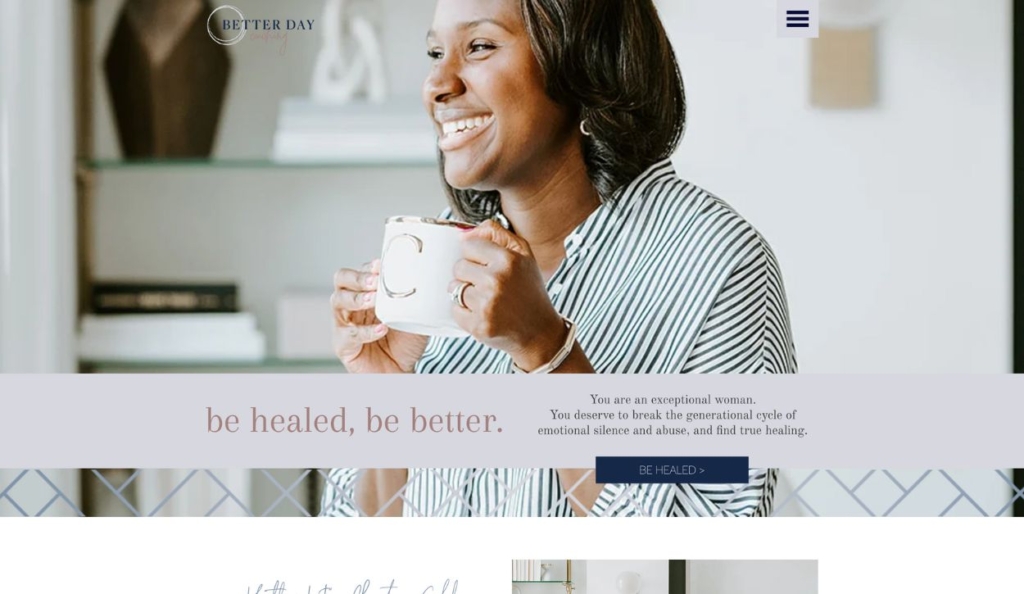 BETTER DAY
coaching
C
be healed, be better.
You are an exceptional woman.
You deserve to break the generational cycle of
emotional silence and abuse, and find true healing.
BE HEALED >